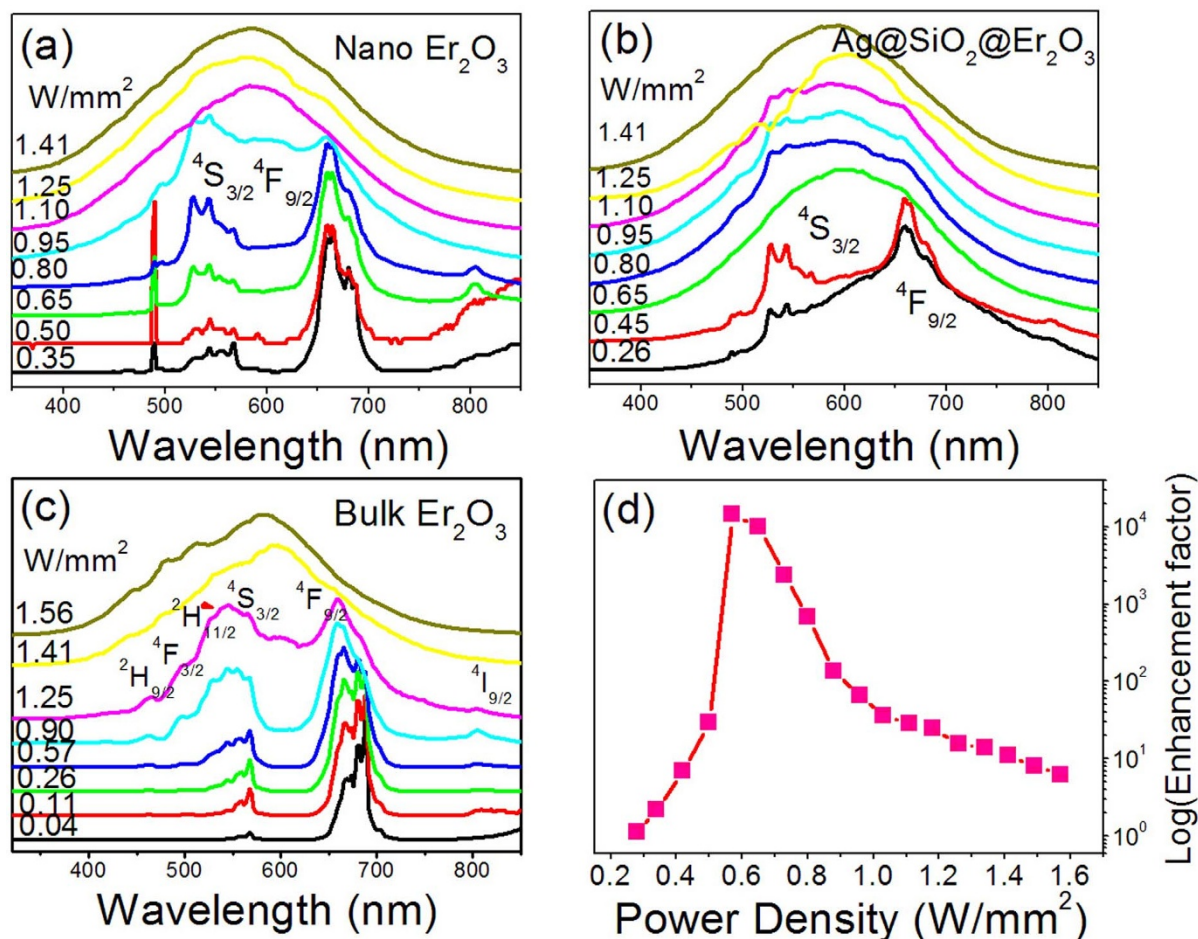 (a)
Nano Er₂O₃
W/mm²
1.41
1.25
1.10
0.95
0.80
0.65
0.50
0.35
⁴S₃/₂
⁴F₉/₂
400 500 600 700 800
Wavelength (nm)
(b)
Ag@SiO₂@Er₂O₃
1.41
1.25
1.10
0.95
0.80
0.65
0.45
0.26
⁴S₃/₂
⁴F₉/₂
400 500 600 700 800
Wavelength (nm)
(c)
Bulk Er₂O₃
W/mm²
1.56
1.41
1.25
0.90
0.57
0.26
0.11
0.04
²H₉/₂
⁴F₃/₂
²H₁₁/₂
⁴S₃/₂
⁴F₉/₂
⁴I₉/₂
400 500 600 700 800
Wavelength (nm)
(d)
10⁴
10³
10²
10¹
10⁰
Log(Enhancement factor)
0.2 0.4 0.6 0.8 1.0 1.2 1.4 1.6
Power Density (W/mm²)